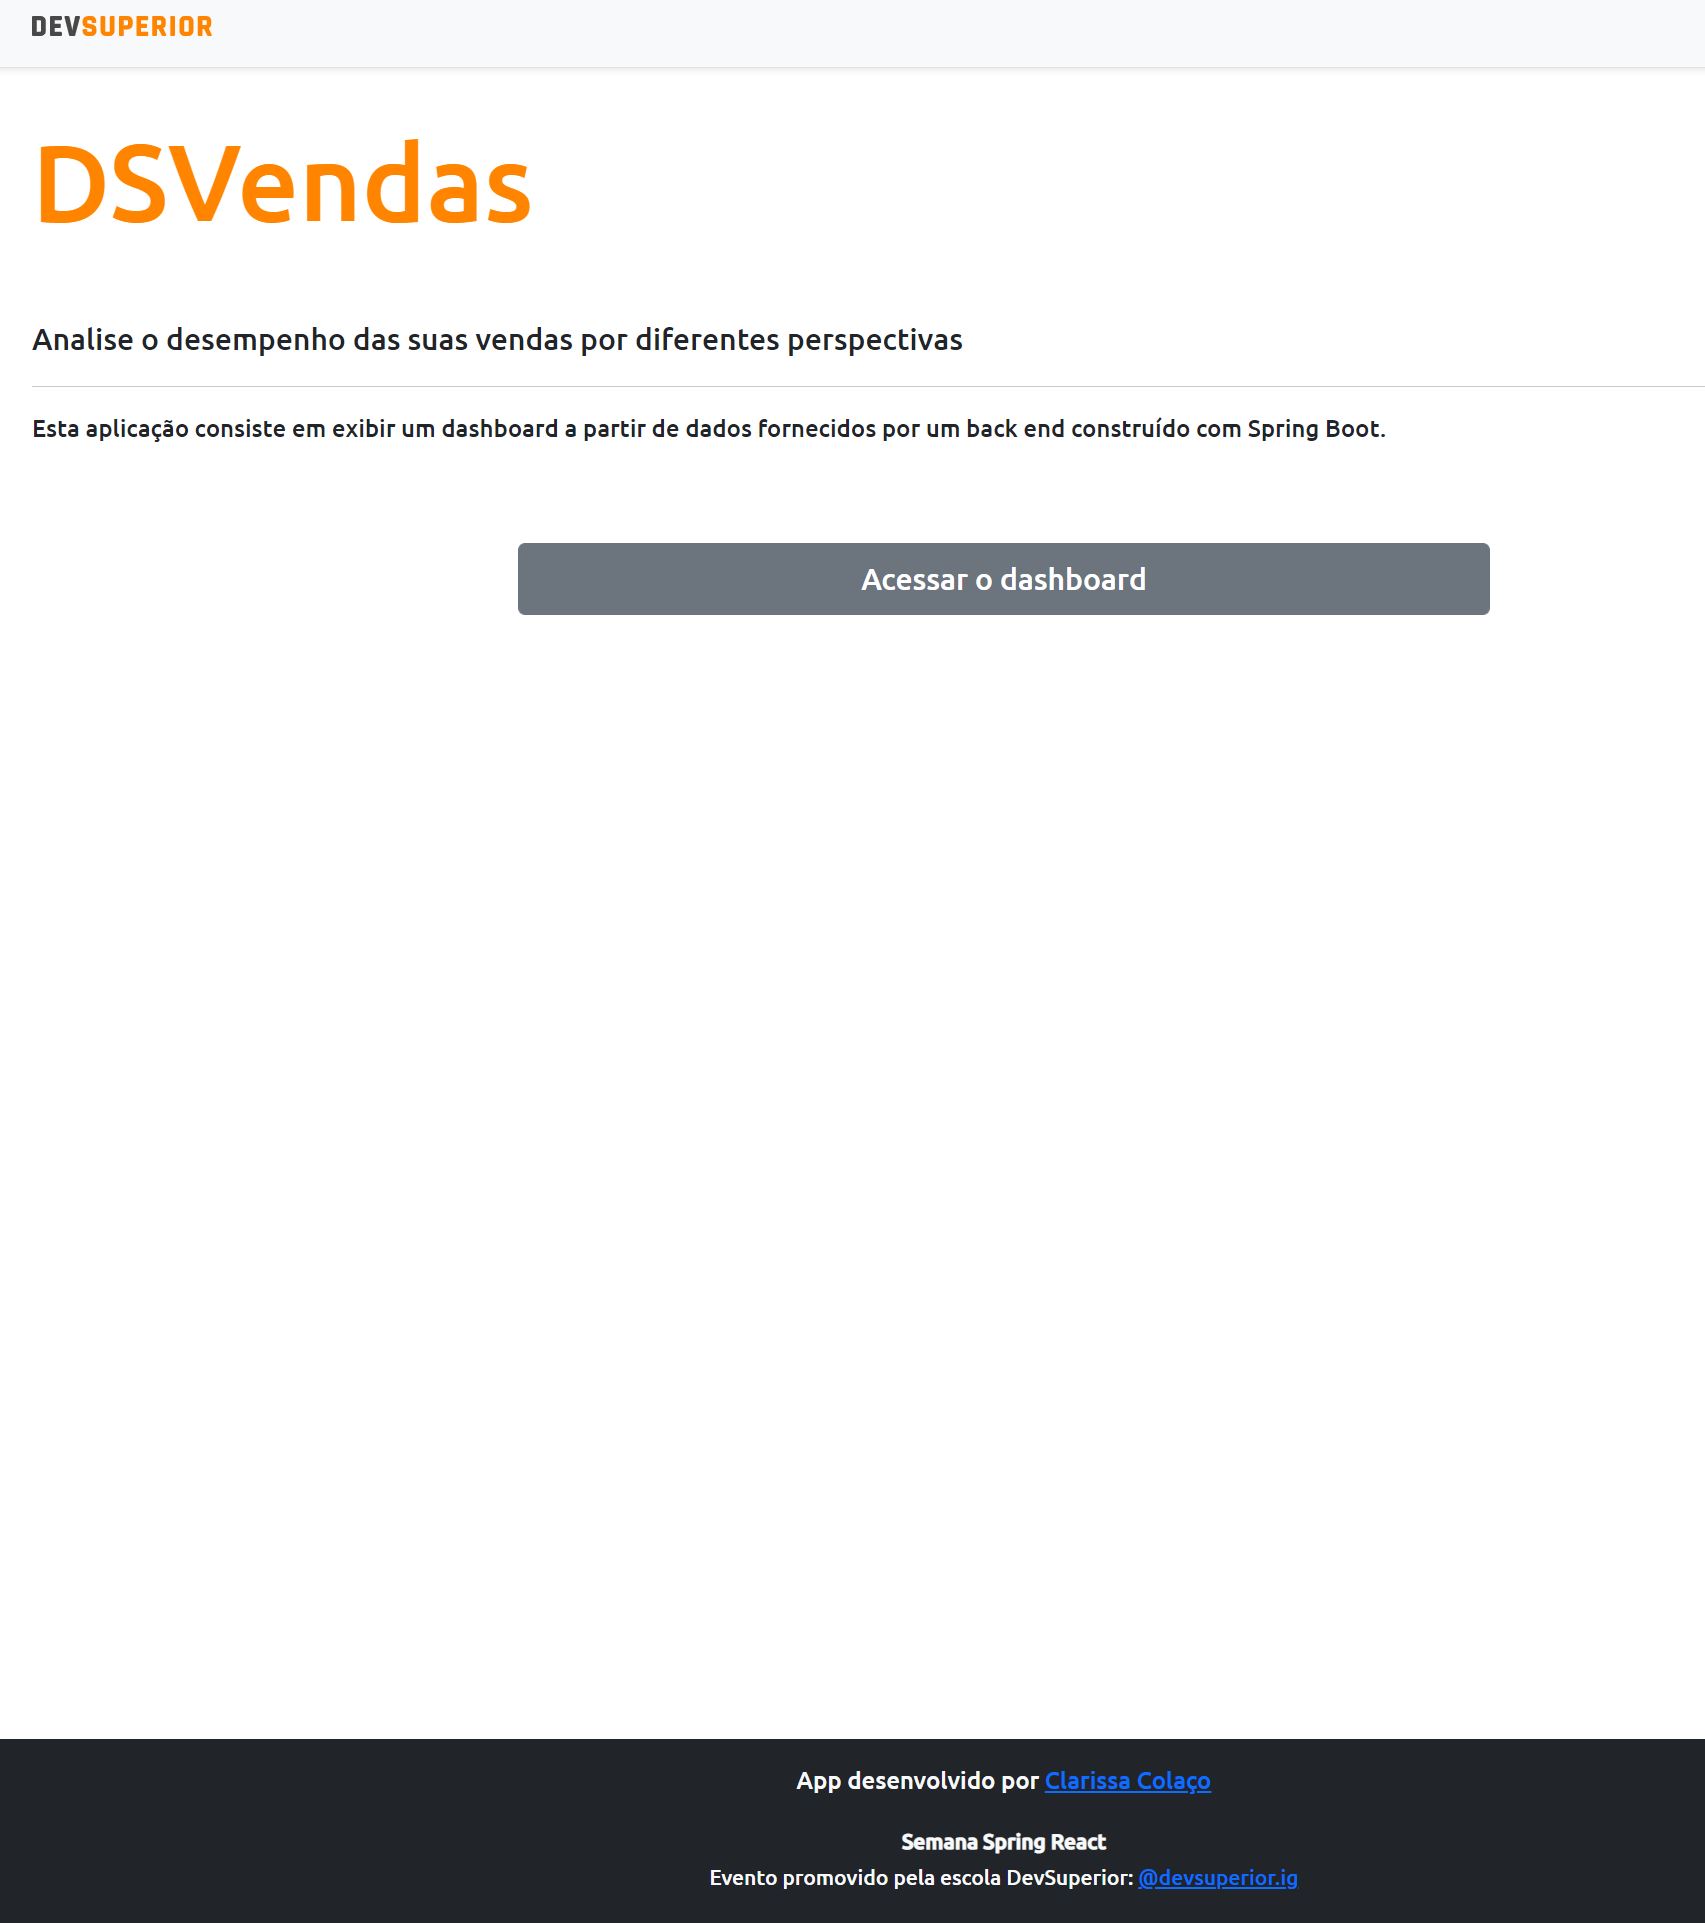 DEVSUPERIOR
DSVendas
Analise o desempenho das suas vendas por diferentes perspectivas
Esta aplicação consiste em exibir um dashboard a partir de dados fornecidos por um back end construído com Spring Boot.
Acessar o dashboard
App desenvolvido por Clarissa Colaço
Semana Spring React
Evento promovido pela escola DevSuperior: @devsuperior.ig